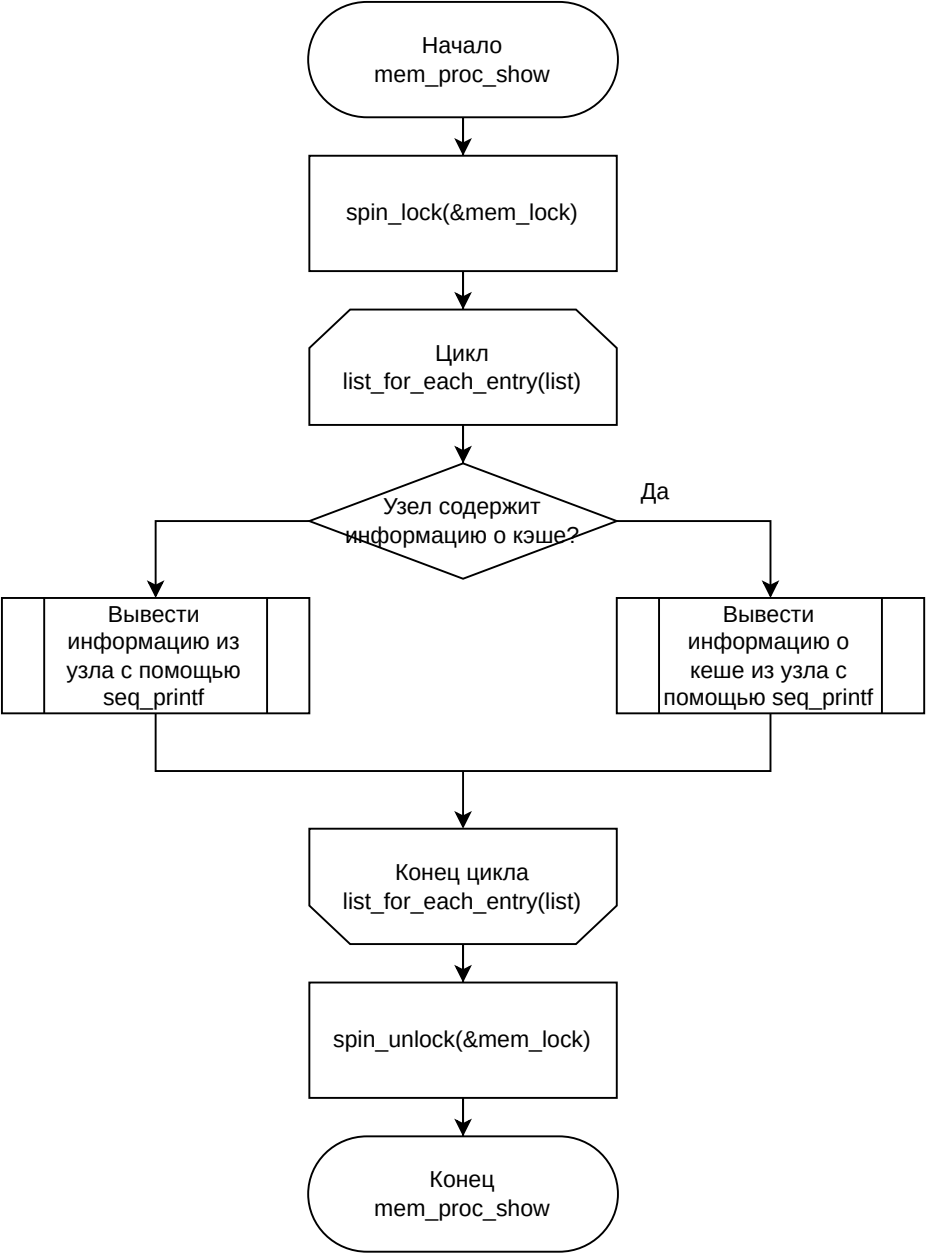 Начало
mem_proc_show
spin_lock(&mem_lock)
Цикл
list_for_each_entry(list)
Узел содержит
информацию о кэше?
Да
Вывести
информацию из
узла с помощью
seq_printf
Вывести
информацию о
кеше из узла с
помощью seq_printf
Конец цикла
list_for_each_entry(list)
spin_unlock(&mem_lock)
Конец
mem_proc_show